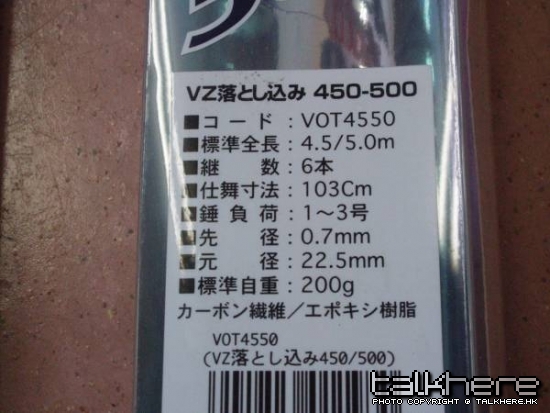 VZ落とし込み 450-500
■コード：VOT4550
■標準全長：4.5/5.0m
■継数：6本
■仕舞寸法：103Cm
■錘負荷：1～3号
■先径：0.7mm
■元径：22.5mm
■標準自重：200g
カーボン繊維／エポキシ樹脂
VOT4550
(VZ落とし込み450/500)
talkhere
PHOTO COPYRIGHT @ TALKHERE.HK